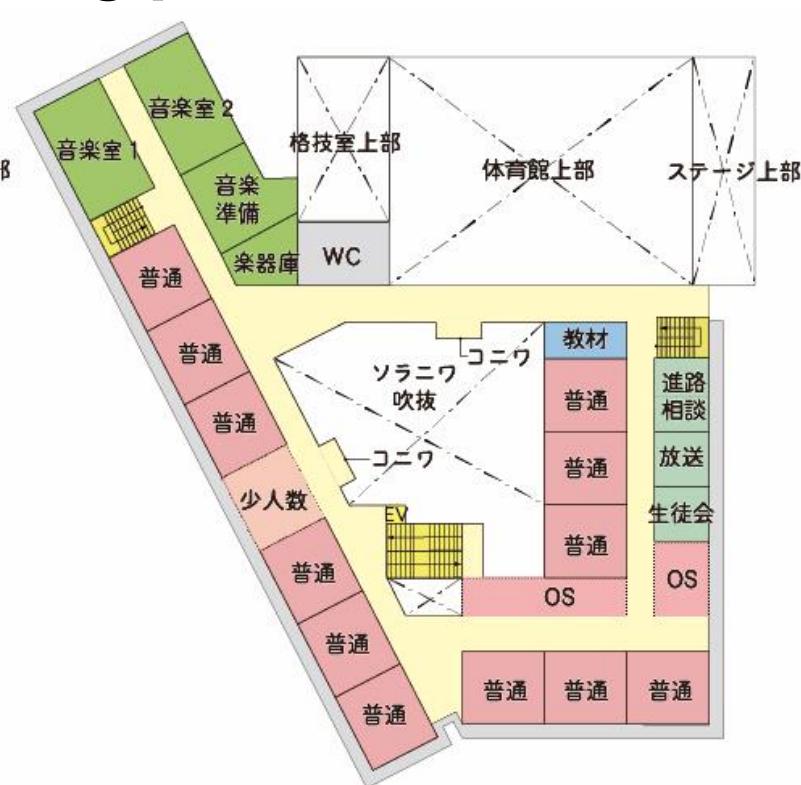 音楽室2
音楽室1
格技室上部
体育館上部
ステージ上部
部
音楽
準備
楽器庫
WC
普通
普通
普通
少人数
普通
普通
普通
コニワ
ソラニワ
吹抜
コニワ
EV
教材
普通
普通
普通
OS
進路
相談
放送
生徒会
OS
普通
普通
普通